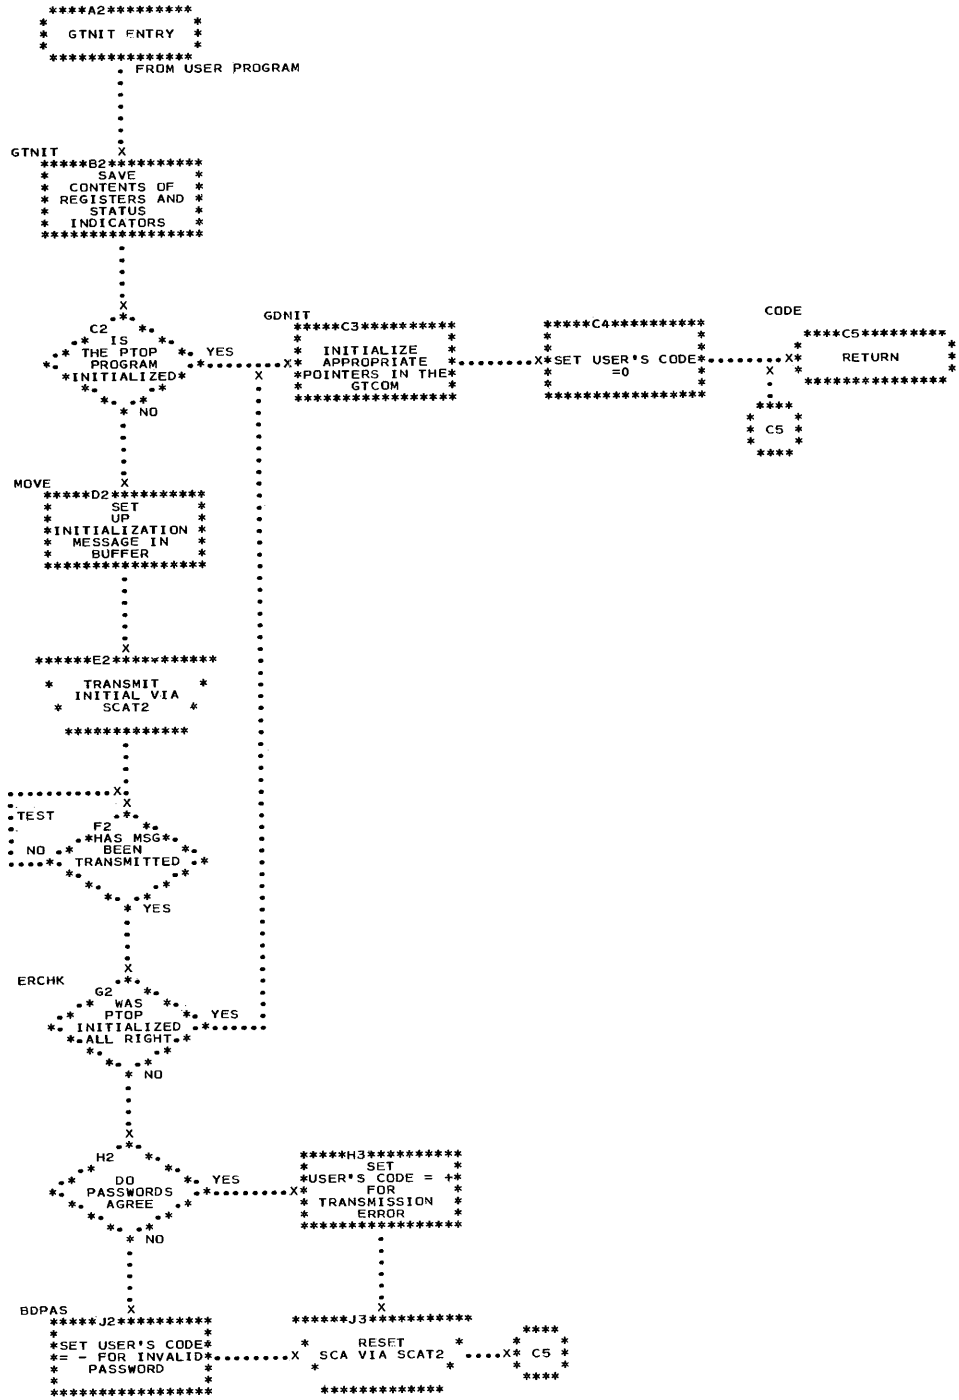 A2
GTNIT ENTRY
FROM USER PROGRAM
GTNIT
B2
SAVE
CONTENTS OF
REGISTERS AND
STATUS
INDICATORS
C2
IS
THE PTOP
PROGRAM
INITIALIZED
YES
NO
GDNIT
C3
INITIALIZE
APPROPRIATE
POINTERS IN THE
GTCOM
C4
SET USER'S CODE
=0
CODE
C5
RETURN
C5
MOVE
D2
SET
UP
INITIALIZATION
MESSAGE IN
BUFFER
E2
TRANSMIT
INITIAL VIA
SCAT2
TEST
F2
HAS MSG
BEEN
TRANSMITTED
NO
YES
ERCHK
G2
WAS
PTOP
INITIALIZED
ALL RIGHT
YES
NO
H2
DO
PASSWORDS
AGREE
YES
NO
H3
SET
USER'S CODE = +
FOR
TRANSMISSION
ERROR
BDPAS
J2
SET USER'S CODE
= - FOR INVALID
PASSWORD
J3
RESET
SCA VIA SCAT2
C5